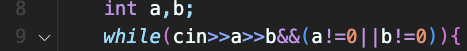 8 int a,b;
9 while(cin>>a>>b&&(a!=0||b!=0)){